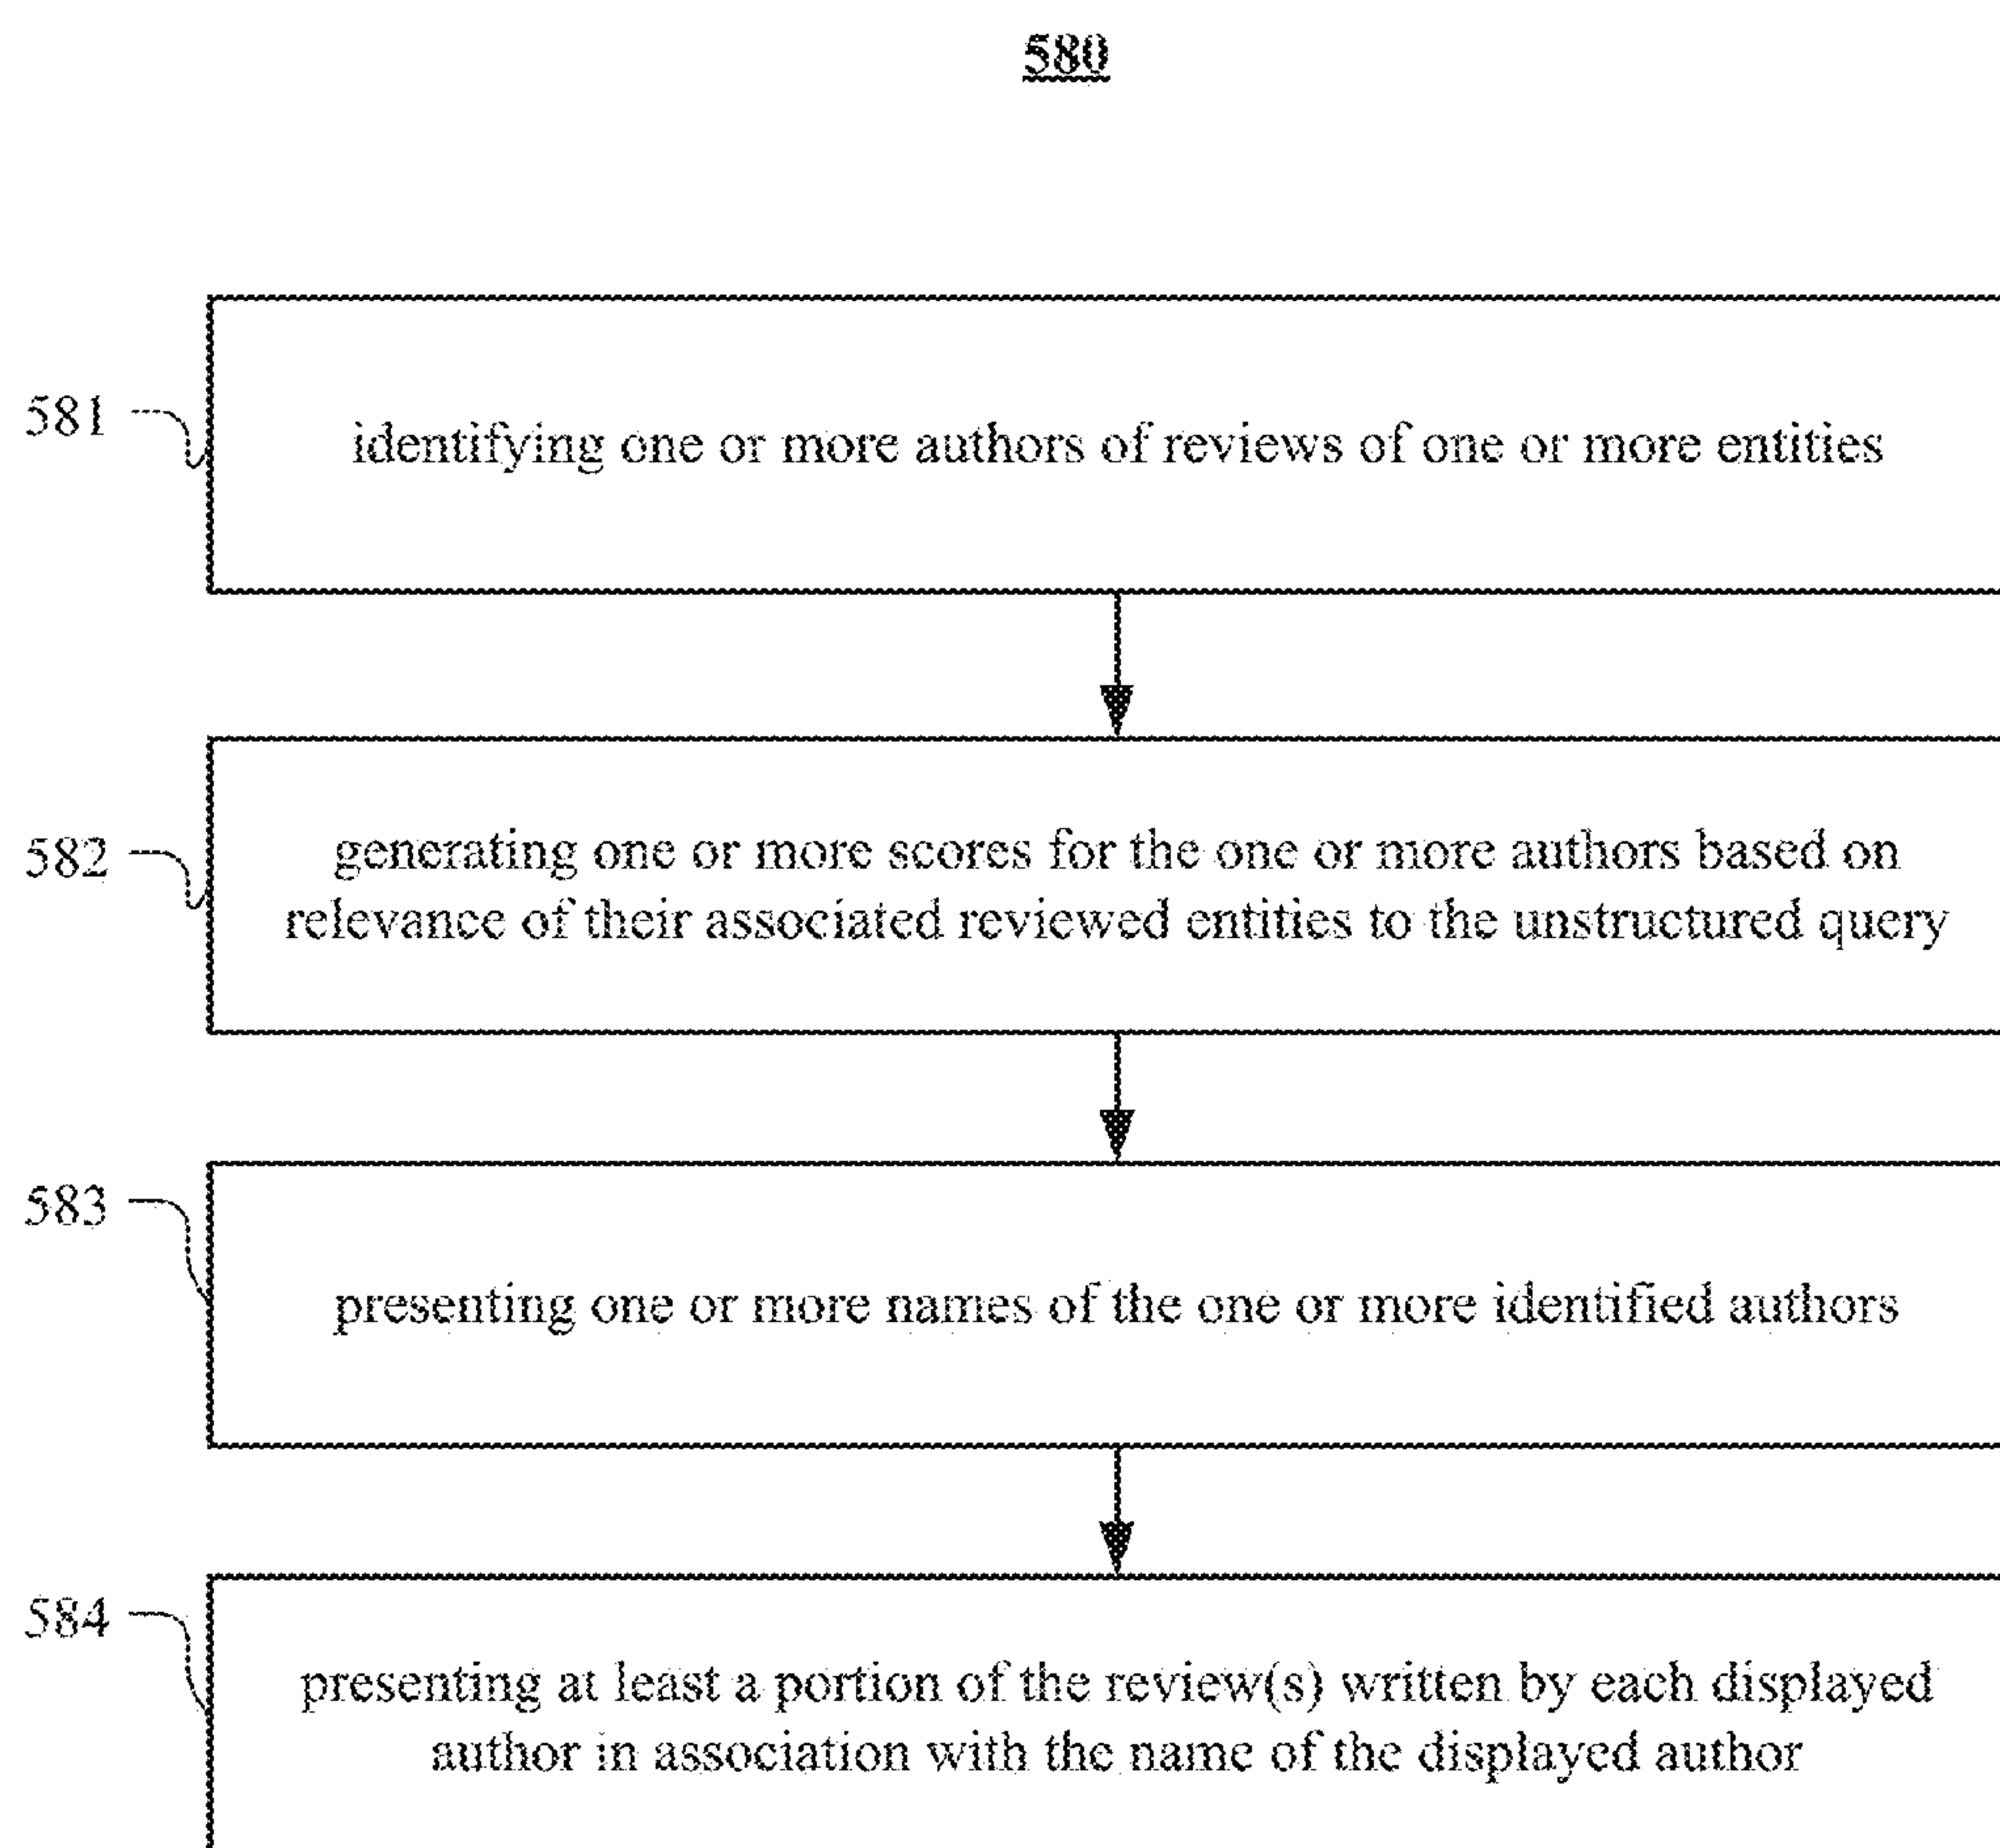 580
581
identifying one or more authors of reviews of one or more entities
582
generating one or more scores for the one or more authors based on
relevance of their associated reviewed entities to the unstructured query
583
presenting one or more names of the one or more identified authors
584
presenting at least a portion of the review(s) written by each displayed
author in association with the name of the displayed author